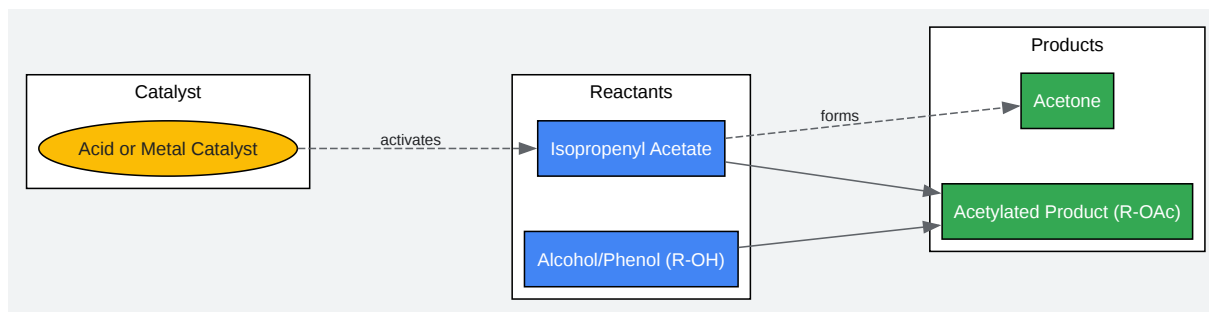 Catalyst
Acid or Metal Catalyst
activates
Reactants
Isopropenyl Acetate
Alcohol/Phenol (R-OH)
forms
Products
Acetone
Acetylated Product (R-OAc)